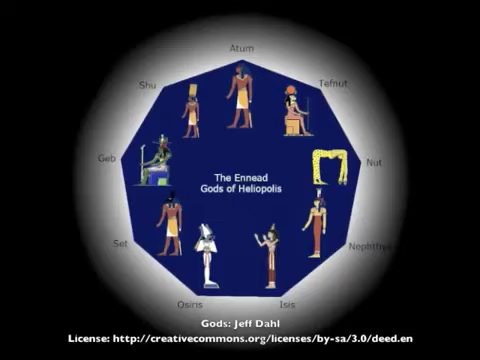 Atum
Shu
Tefnut
Geb
Nut
The Ennead
Gods of Heliopolis
Set
Nephthys
Osiris
Isis
Gods: Jeff Dahl
License: http://creativecommons.org/licenses/by-sa/3.0/deed.en